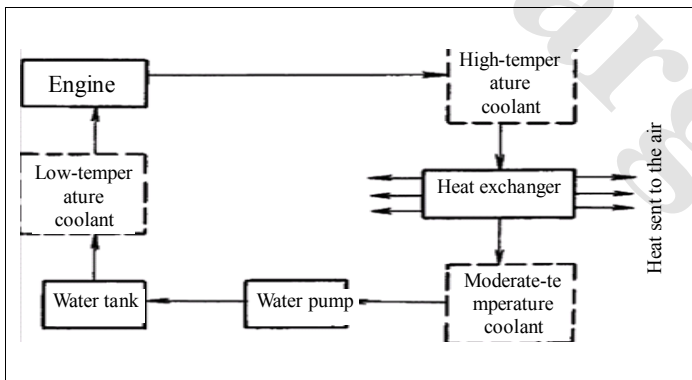 Engine
High-temper
ature
coolant
Low-temper
ature
coolant
Heat exchanger
Heat sent to the air
Water tank
Water pump
Moderate-te
mperature
coolant